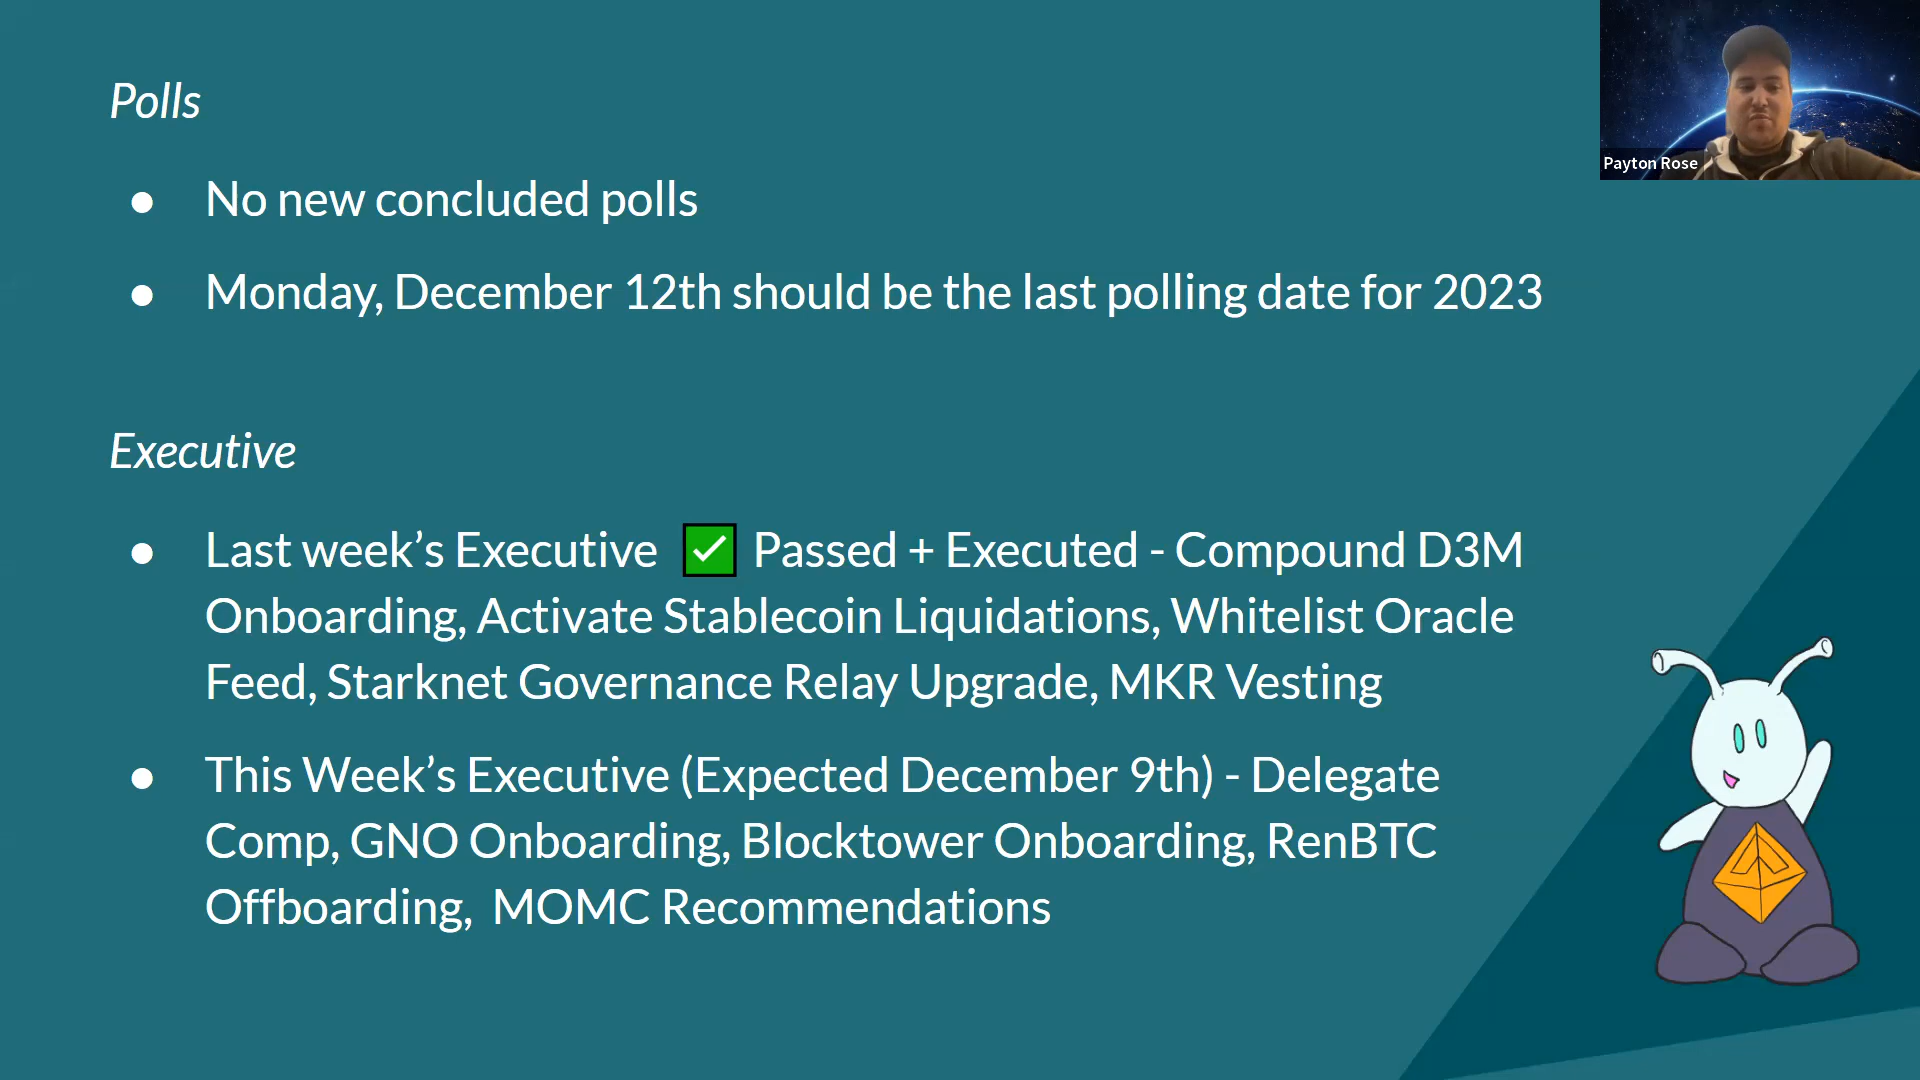 Polls
Payton Rose
● No new concluded polls
● Monday, December 12th should be the last polling date for 2023
Executive
● Last week’s Executive ✅ Passed + Executed - Compound D3M
Onboarding, Activate Stablecoin Liquidations, Whitelist Oracle
Feed, Starknet Governance Relay Upgrade, MKR Vesting
● This Week’s Executive (Expected December 9th) - Delegate
Comp, GNO Onboarding, Blocktower Onboarding, RenBTC
Offboarding,  MOMC Recommendations